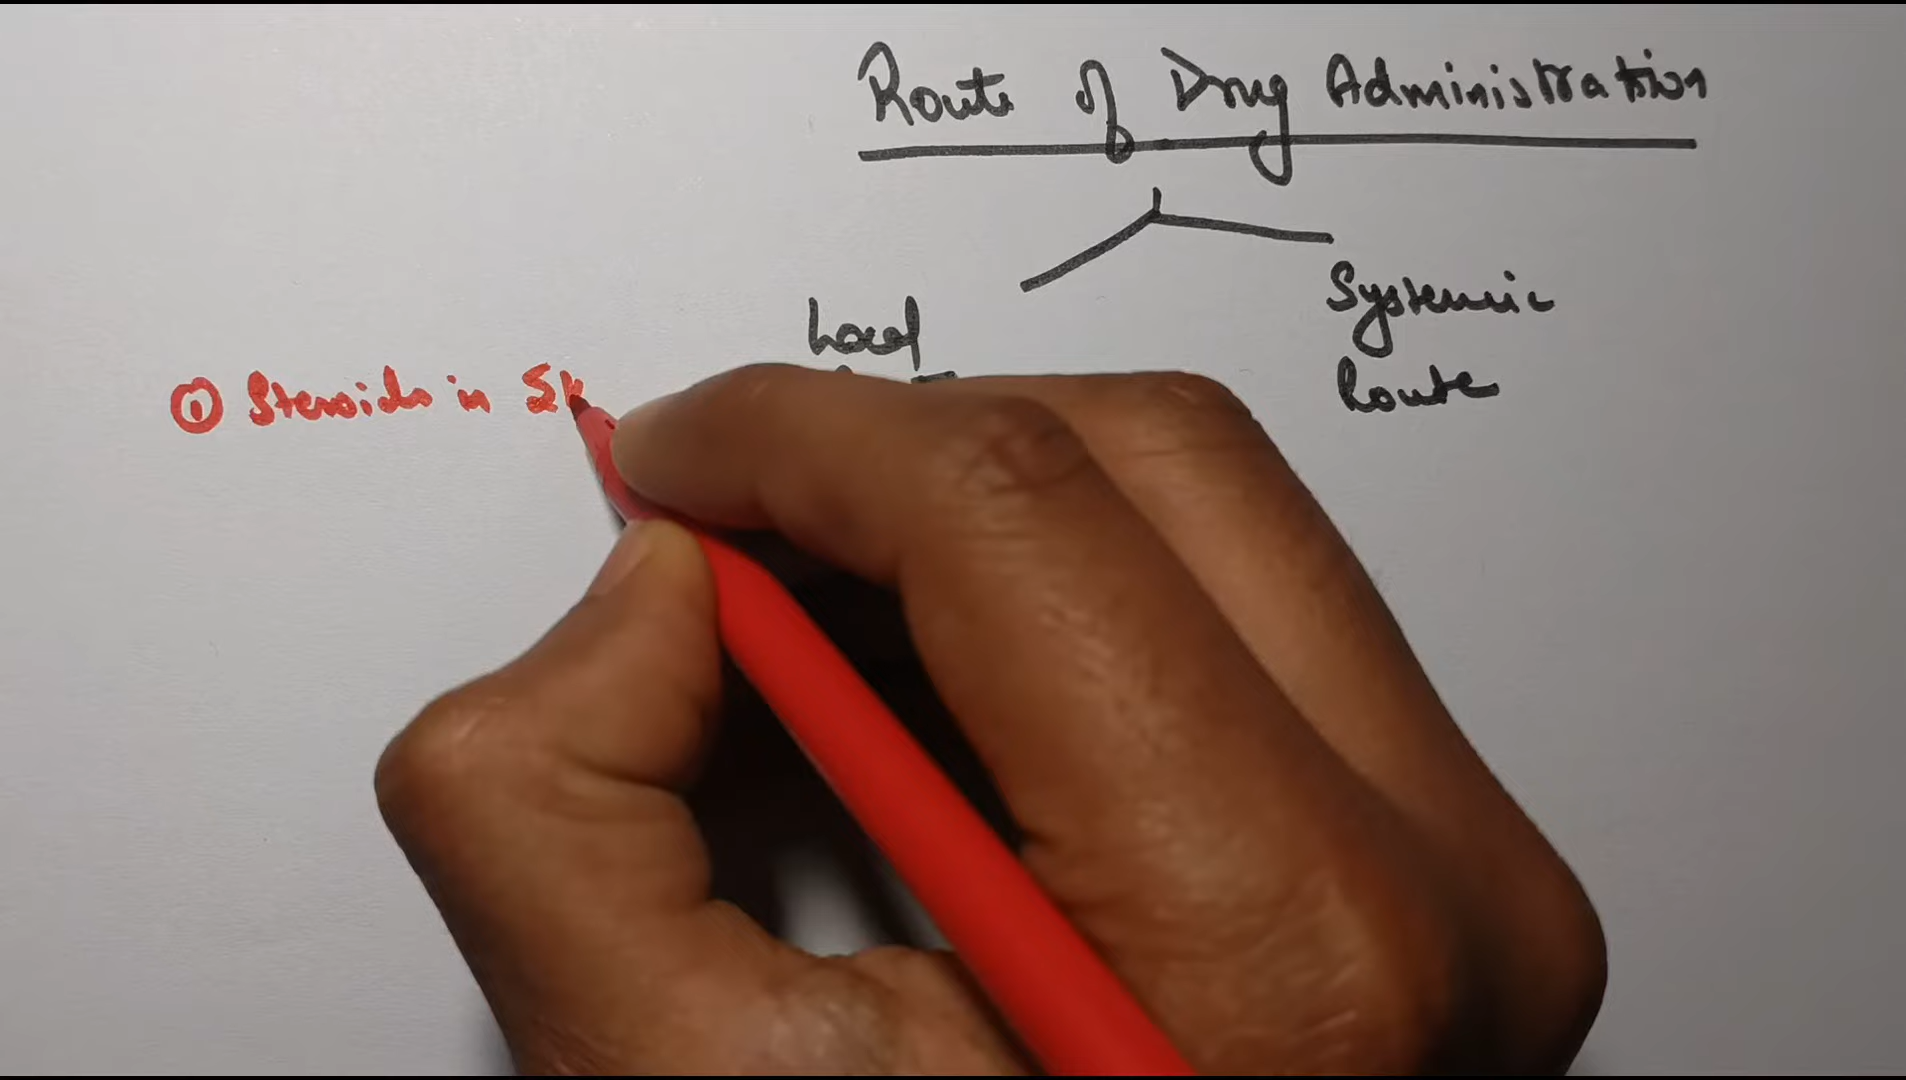 Route of Drug Administration
Local
Systemic
Route
① Steroids in Sk